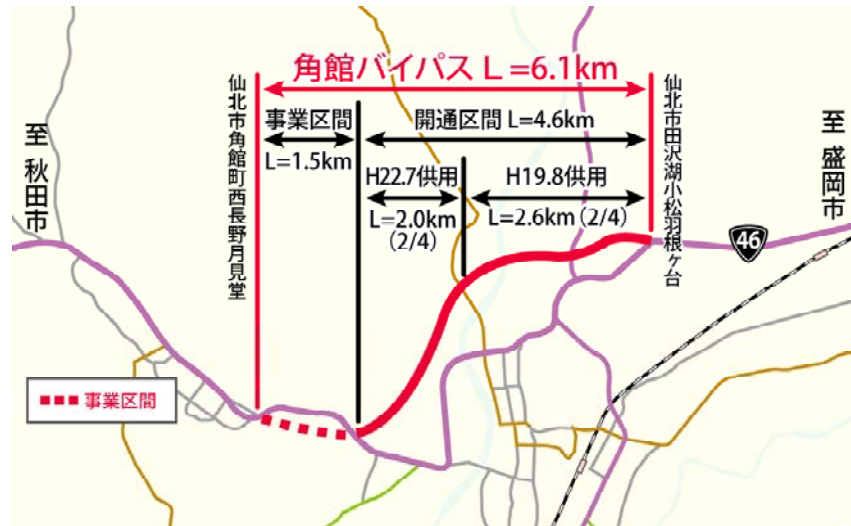 角館バイパス L=6.1km
事業区間
L=1.5km
開通区間 L=4.6km
H22.7供用
L=2.0km
(2/4)
H19.8供用
L=2.6km (2/4)
至 秋田市
仙北市角館町西長野月見堂
仙北市田沢湖小松羽根ヶ台
至 盛岡市
46
事業区間